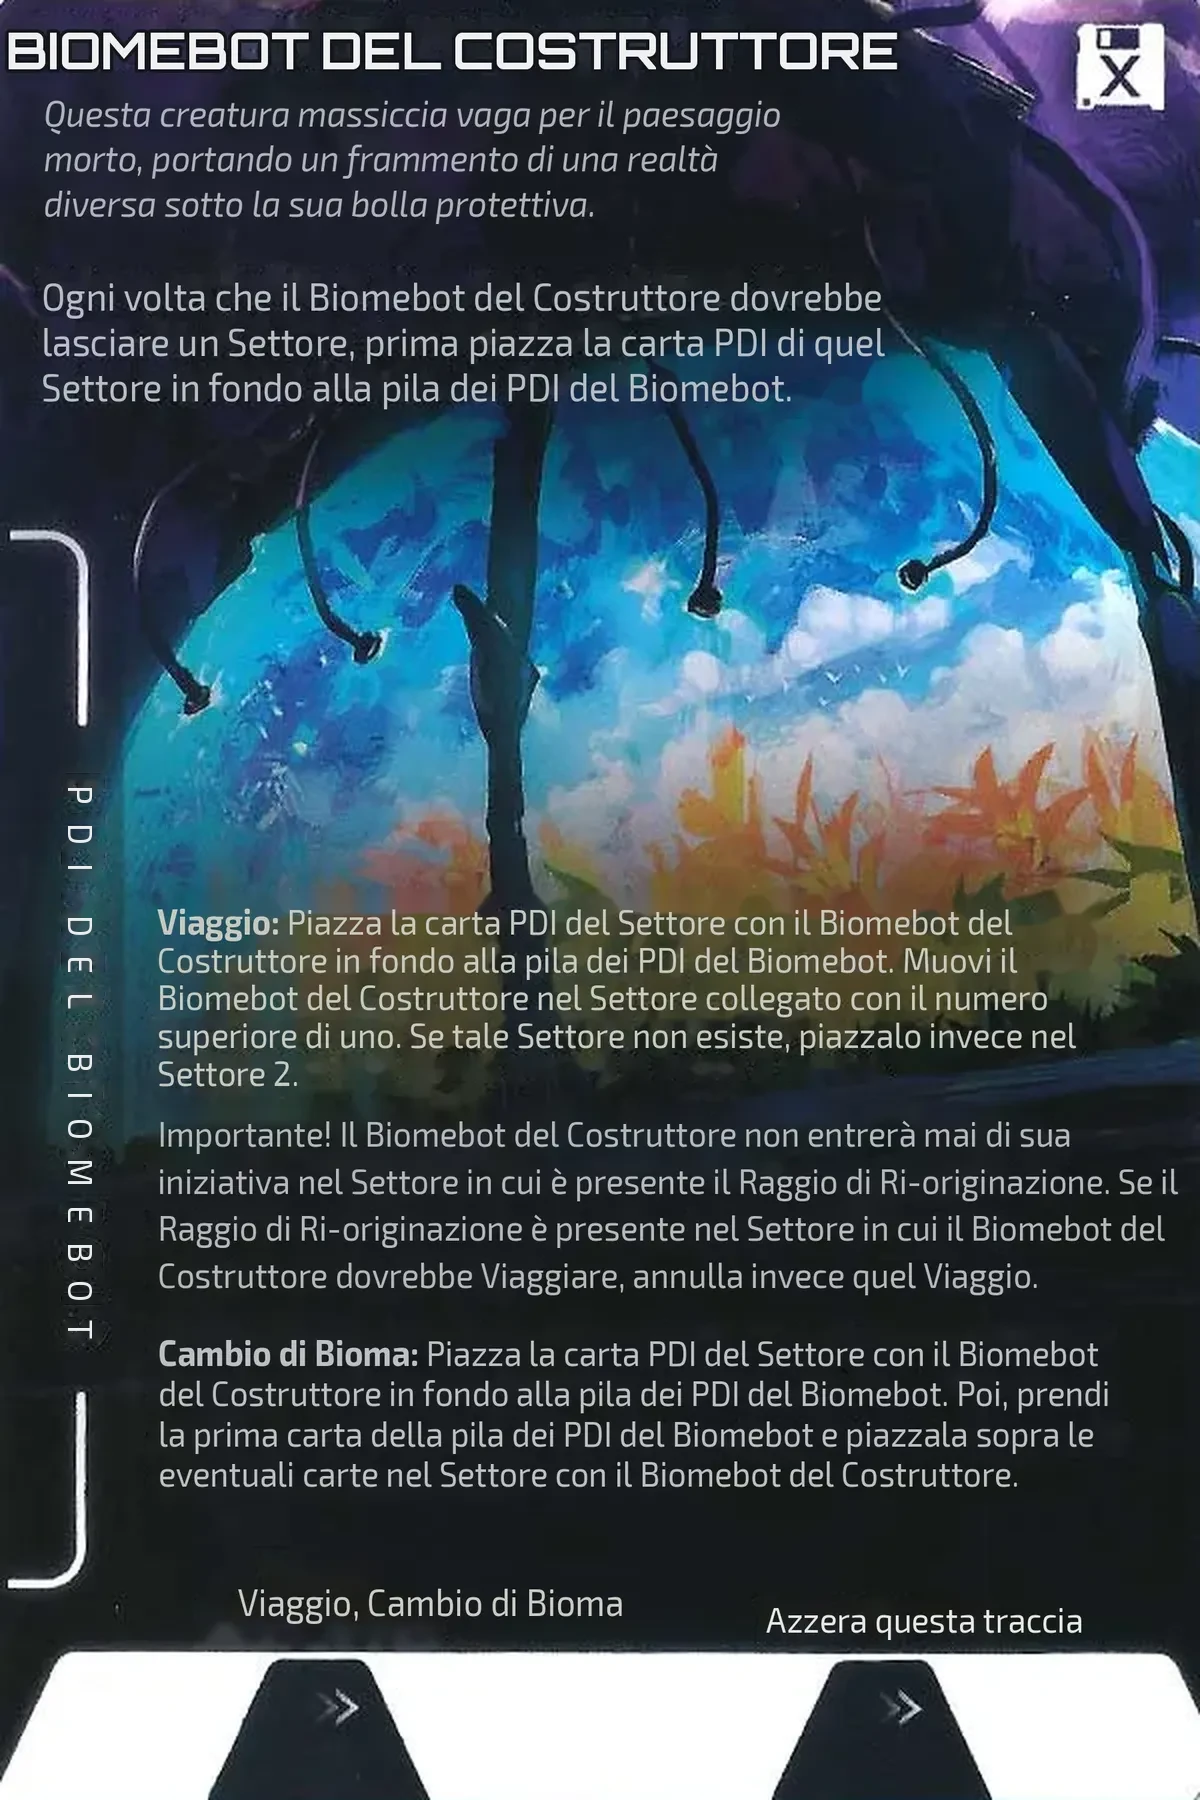 BIOMEBOT DEL COSTRUTTORE
X
Questa creatura massiccia vaga per il paesaggio
morto, portando un frammento di una realtà
diversa sotto la sua bolla protettiva.
Ogni volta che il Biomebot del Costruttore dovrebbe
lasciare un Settore, prima piazza la carta PDI di quel
Settore in fondo alla pila dei PDI del Biomebot.
PDI DEL BIOMEBOT
Viaggio: Piazza la carta PDI del Settore con il Biomebot del
Costruttore in fondo alla pila dei PDI del Biomebot. Muovi il
Biomebot del Costruttore nel Settore collegato con il numero
superiore di uno. Se tale Settore non esiste, piazzalo invece nel
Settore 2.
Importante! Il Biomebot del Costruttore non entrerà mai di sua
iniziativa nel Settore in cui è presente il Raggio di Ri-originazione. Se il
Raggio di Ri-originazione è presente nel Settore in cui il Biomebot del
Costruttore dovrebbe Viaggiare, annulla invece quel Viaggio.
Cambio di Bioma: Piazza la carta PDI del Settore con il Biomebot
del Costruttore in fondo alla pila dei PDI del Biomebot. Poi, prendi
la prima carta della pila dei PDI del Biomebot e piazzala sopra le
eventuali carte nel Settore con il Biomebot del Costruttore.
Viaggio, Cambio di Bioma
Azzera questa traccia